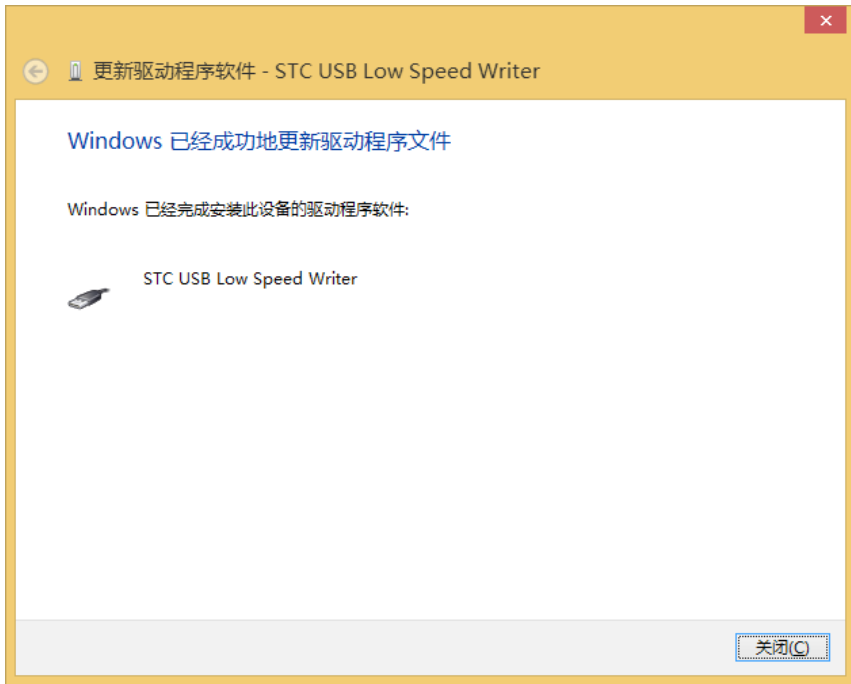 更新驱动程序软件 - STC USB Low Speed Writer
Windows 已经成功地更新驱动程序文件
Windows 已经完成安装此设备的驱动程序软件:
STC USB Low Speed Writer
关闭(C)